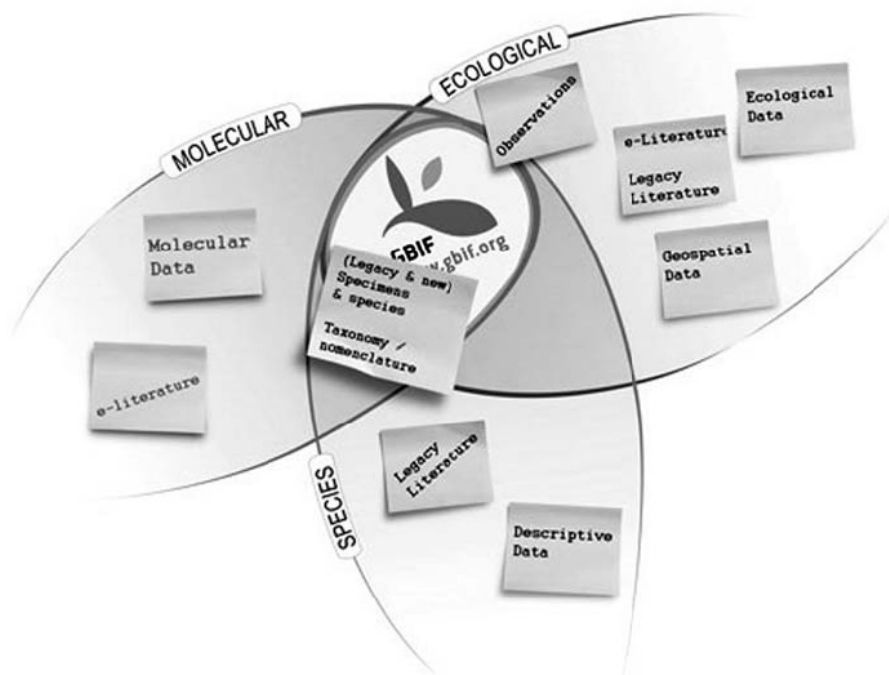 ECOLOGICAL
MOLECULAR
Observations
Ecological
Data
e-Literature
Legacy
Literature
Molecular
Data
GBIF
.gbif.org
Geospatial
Data
(Legacy & new)
Specimens
& species
Taxonomy /
nomenclature
e-literature
SPECIES
Legacy
Literature
Descriptive
Data